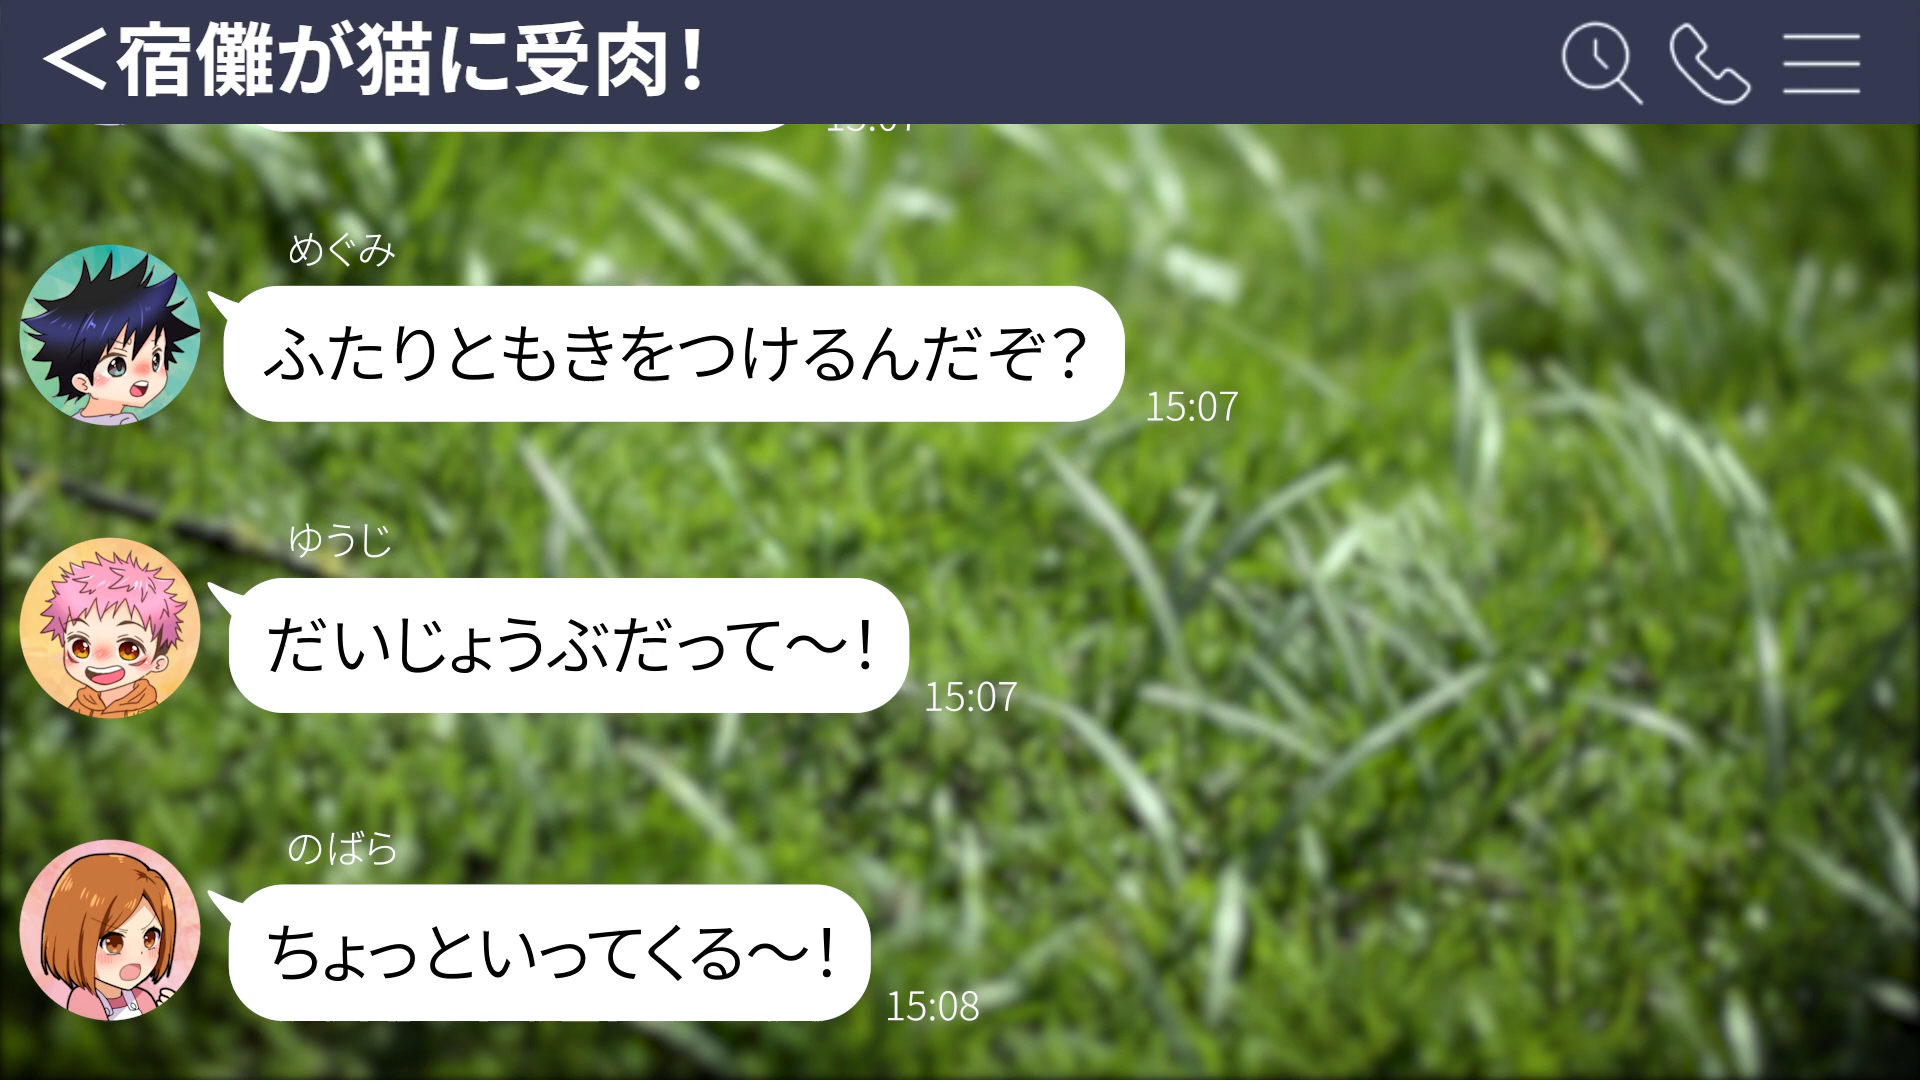 ＜宿儺が猫に受肉！
15:07
めぐみ
ふたりともきをつけるんだぞ？
15:07
ゆうじ
だいじょうぶだって〜！
15:07
のばら
ちょっといってくる〜！
15:08